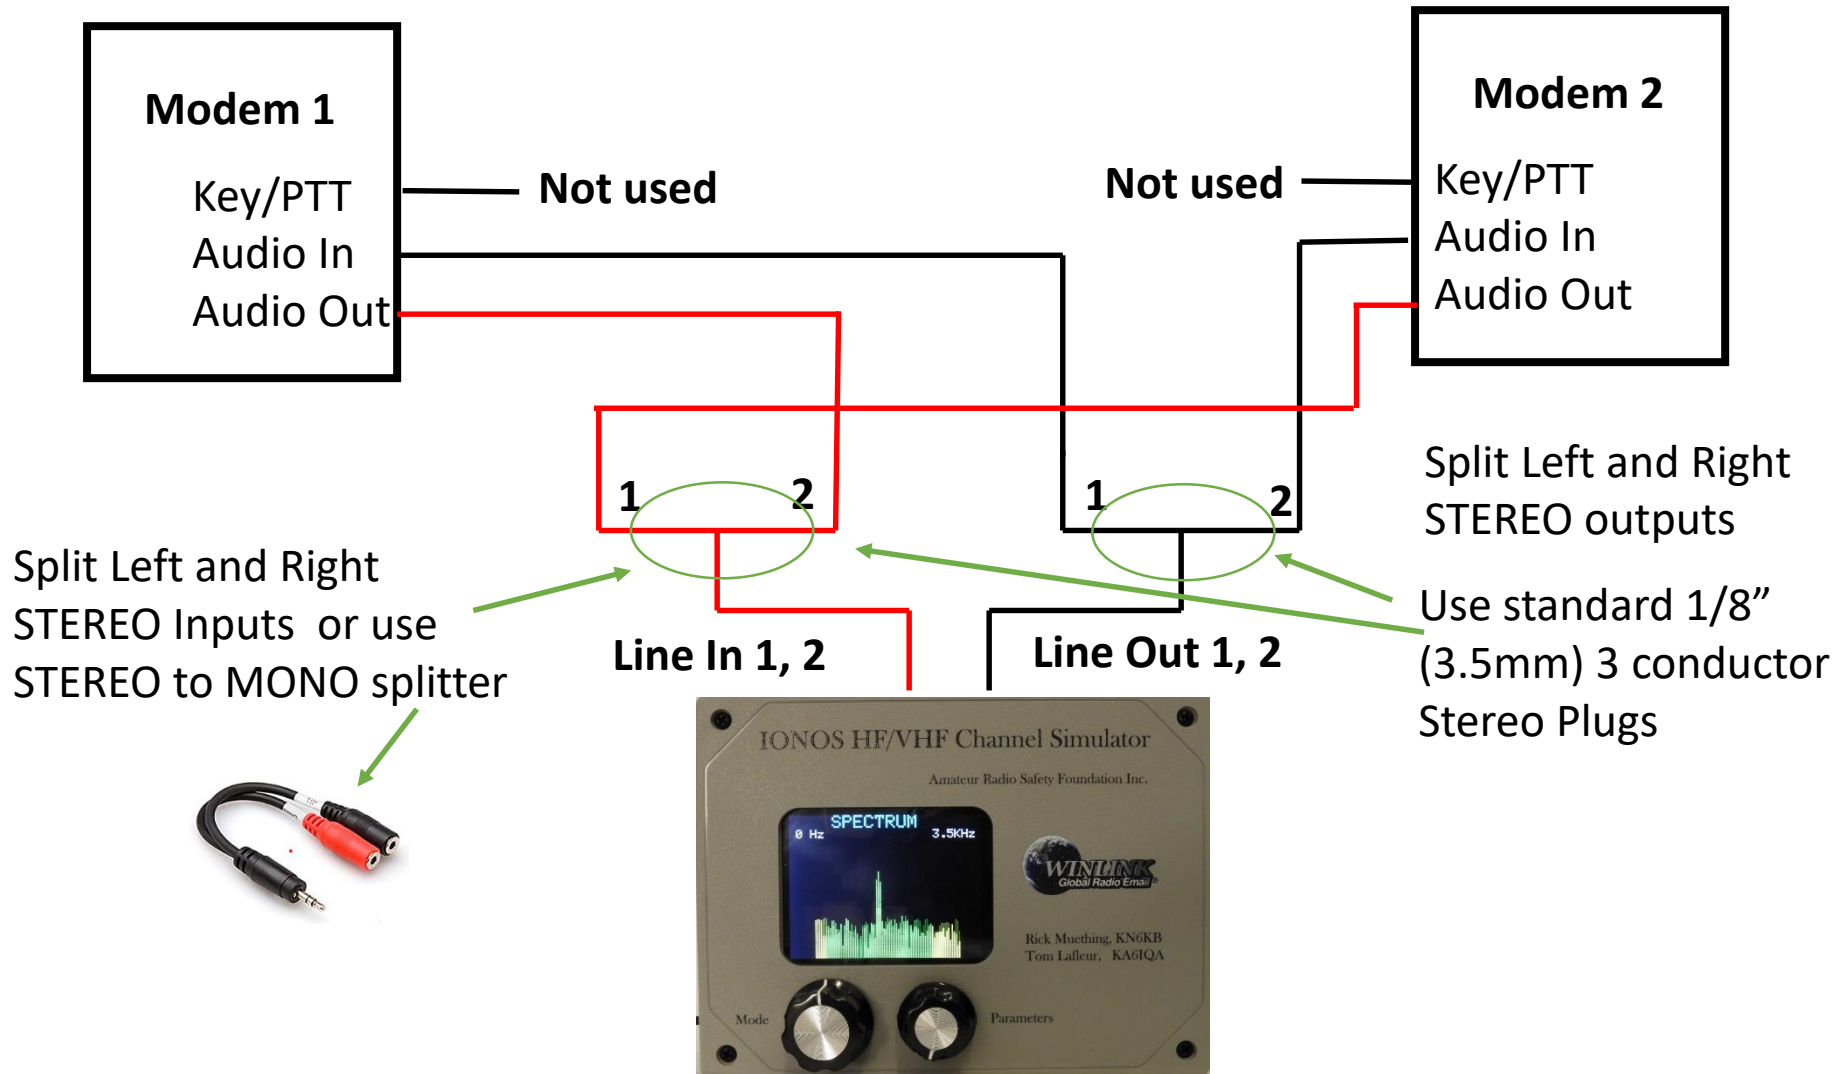 Modem 1
Key/PTT
Audio In
Audio Out
Not used
Not used
Modem 2
Key/PTT
Audio In
Audio Out
1
2
1
2
Split Left and Right
STEREO outputs
Split Left and Right
STEREO Inputs or use
STEREO to MONO splitter
Use standard 1/8”
(3.5mm) 3 conductor
Stereo Plugs
Line In 1, 2
Line Out 1, 2
IONOS HF/VHF Channel Simulator
Amateur Radio Safety Foundation Inc.
SPECTRUM
0 Hz
3.5KHz
WINLINK
Global Radio Email®
Rick Muething, KN6KB
Tom Lafleur, KA6IQA
Mode
Parameters
TIP